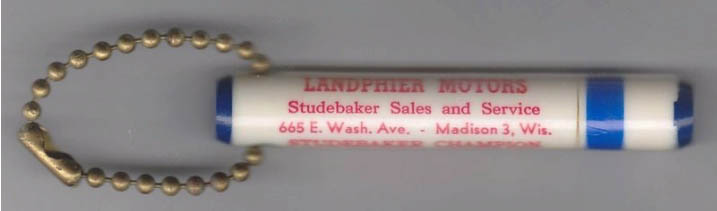 LANDPHIER MOTORS
Studebaker Sales and Service
665 E. Wash. Ave. - Madison 3, Wis.
STUDEBAKER CHAMPION